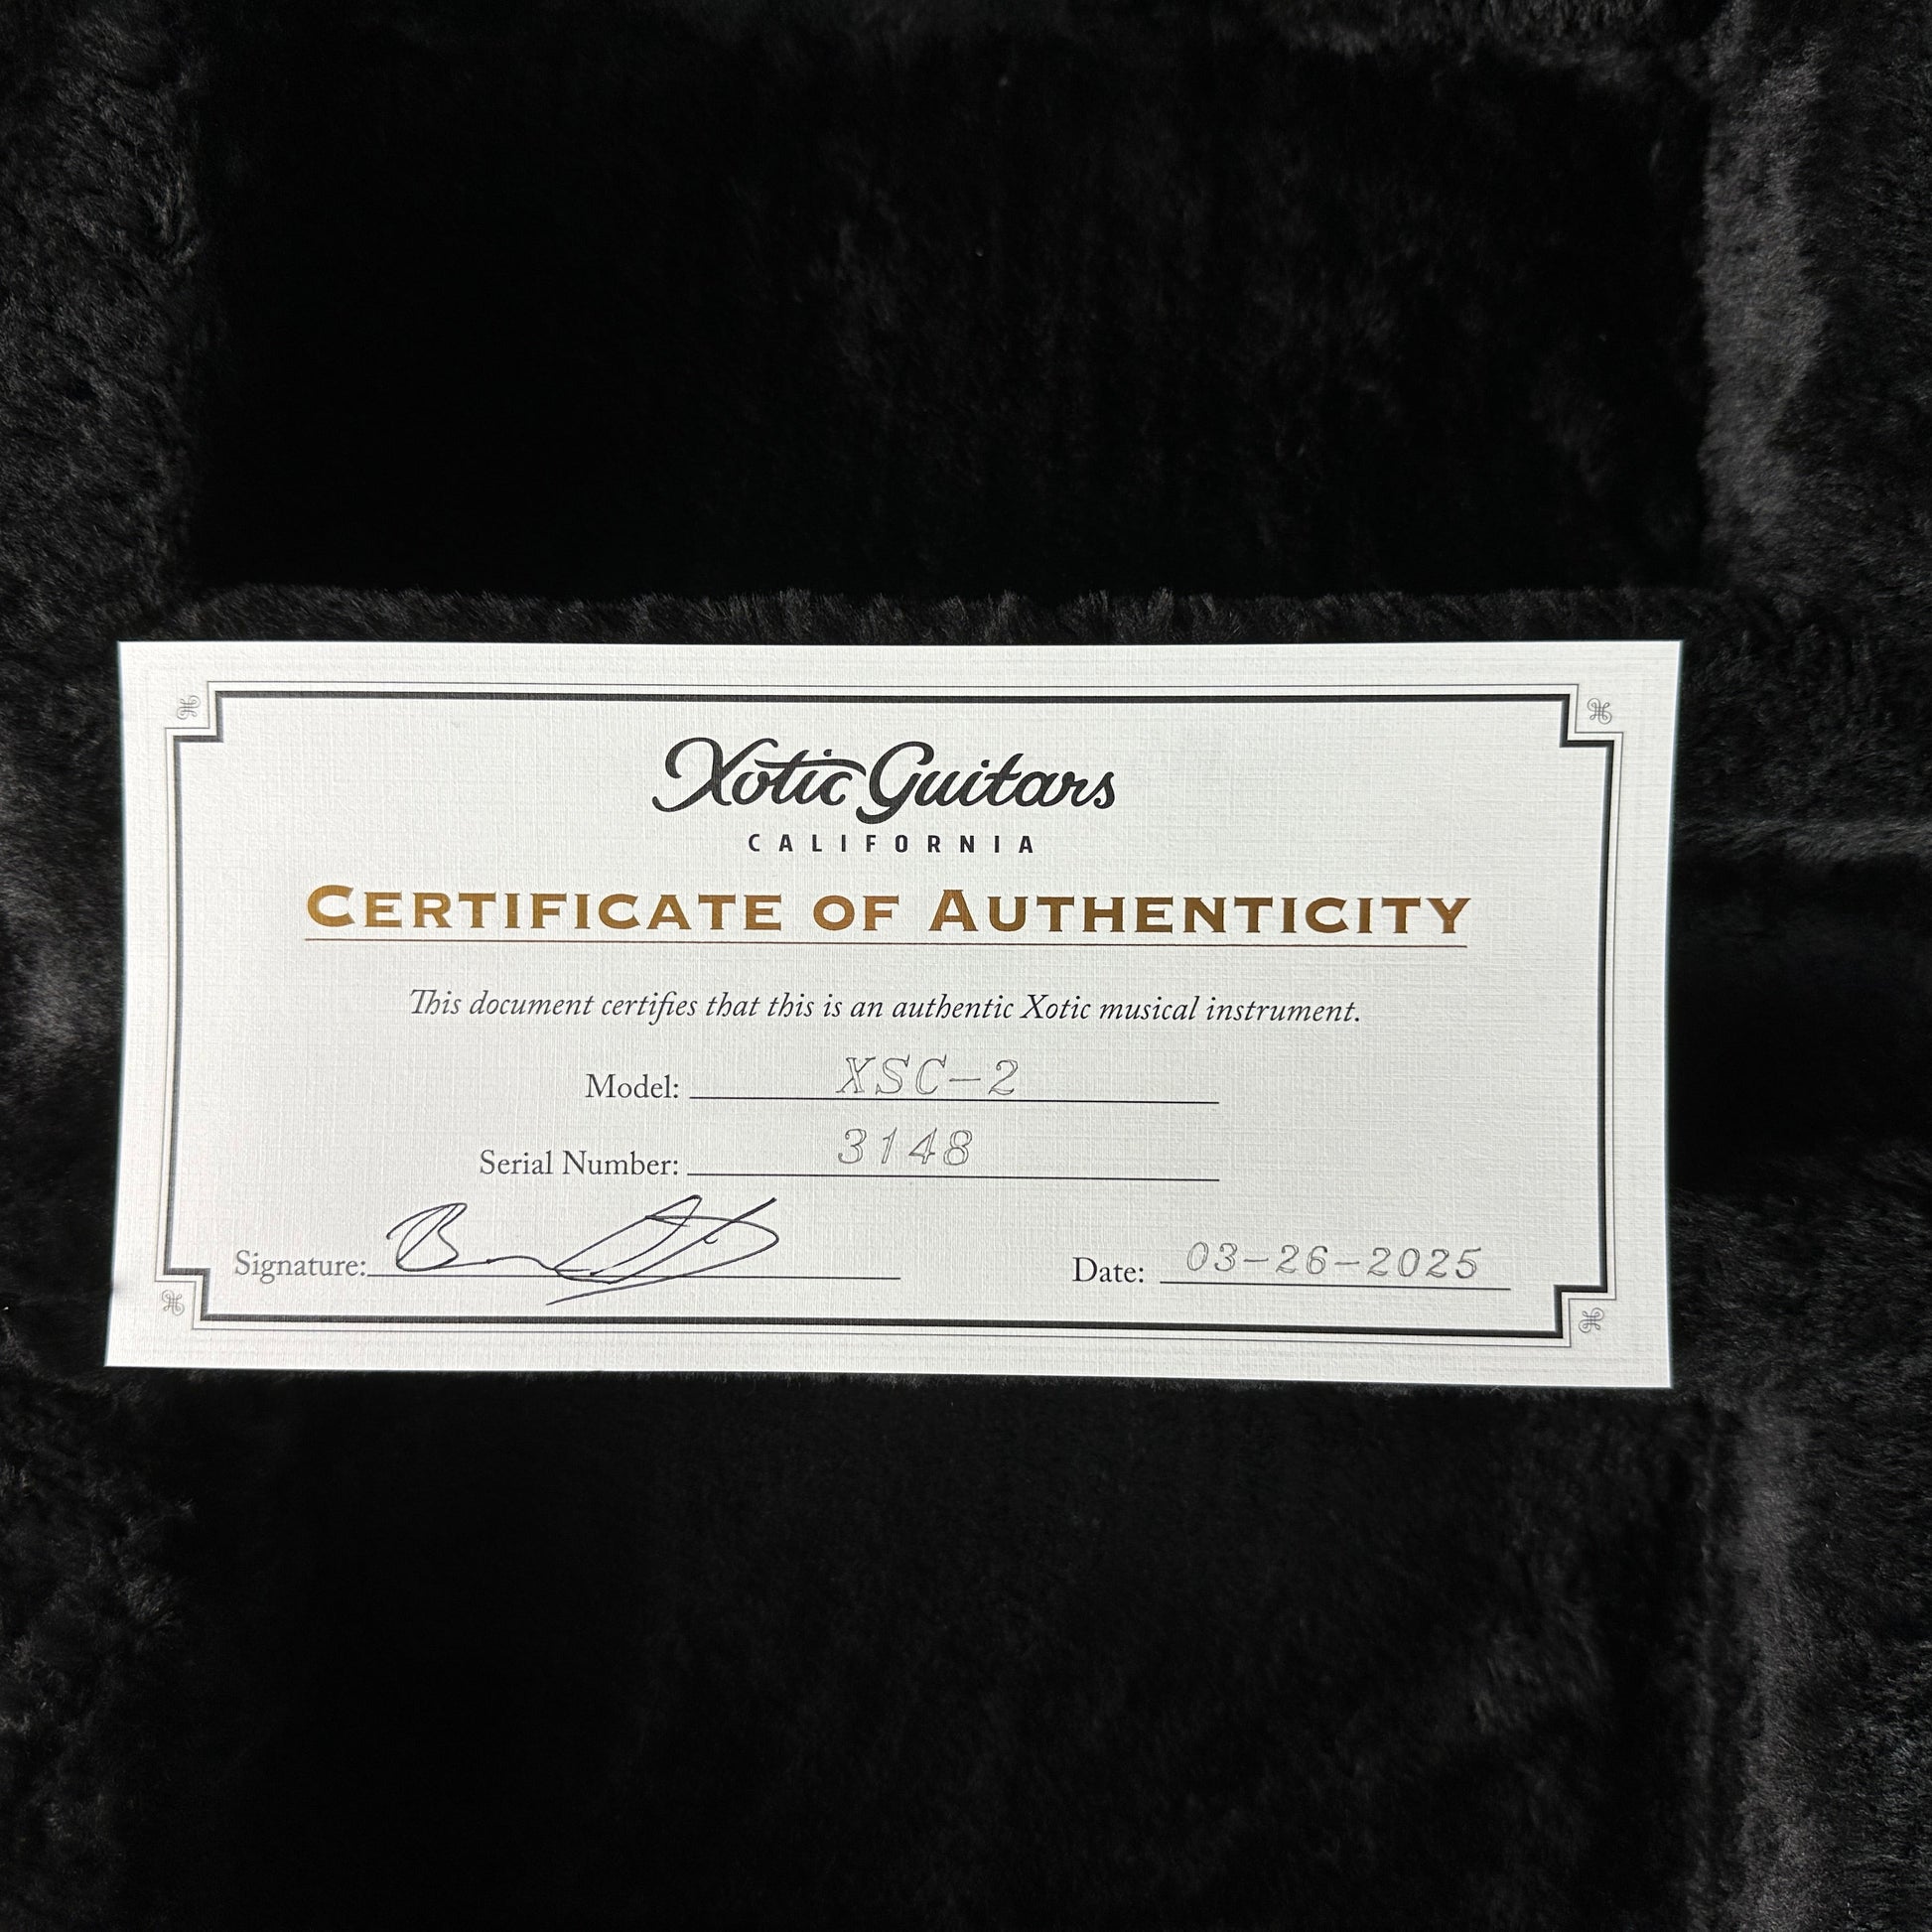 Xotic Guitars
CALIFORNIA
CERTIFICATE OF AUTHENTICITY
This document certifies that this is an authentic Xotic musical instrument.
Model: XSC-2
Serial Number: 3148
Signature: Date: 03-26-2025